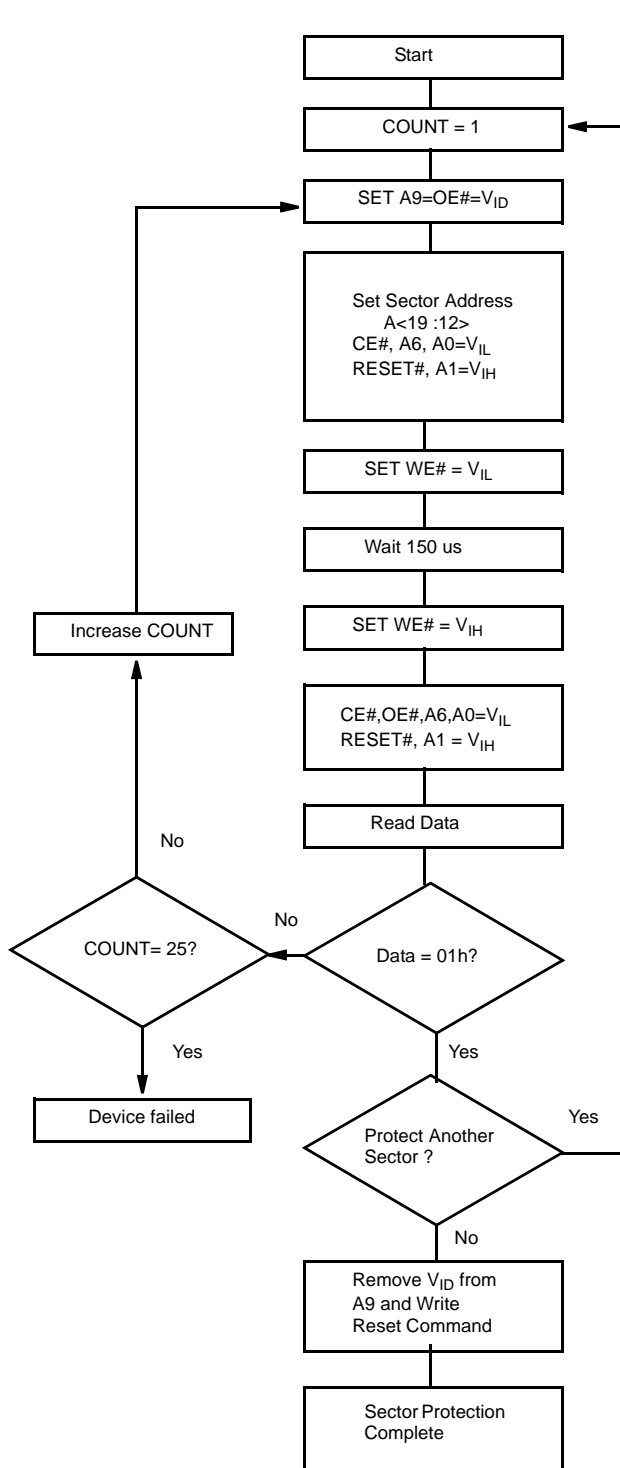 Start
COUNT = 1
SET A9=OE#=VID
Set Sector Address
A<19 :12>
CE#, A6, A0=VIL
RESET#, A1=VIH
SET WE# = VIL
Wait 150 us
Increase COUNT
SET WE# = VIH
CE#,OE#,A6,A0=VIL
RESET#, A1 = VIH
Read Data
No
No
COUNT= 25?
Data = 01h?
Yes
Yes
Device failed
Protect Another
Sector ?
Yes
No
Remove VID from
A9 and Write
Reset Command
Sector Protection
Complete